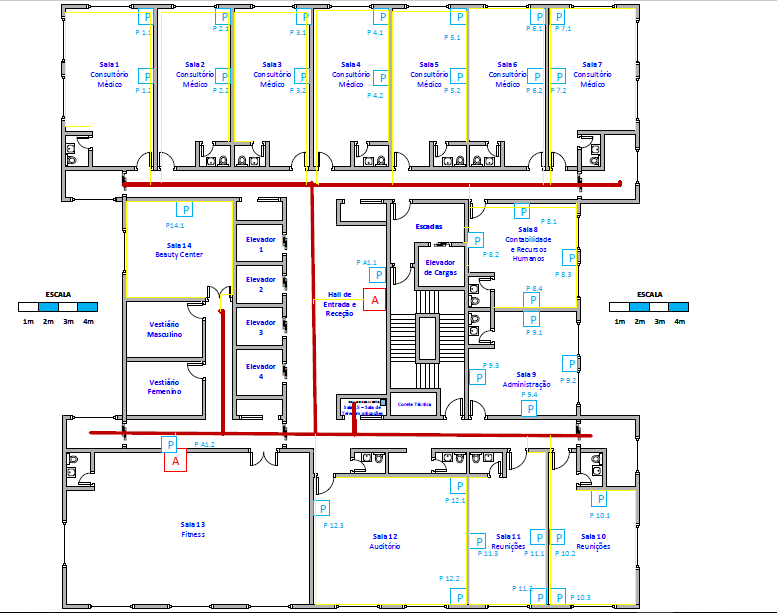 P P P P P P P
P 1.1 P 2.1 P 3.1 P 4.1 P 5.1 P 6.1 P 7.1
Sala 1
Consultório
Médico
Sala 2
Consultório
Médico
Sala 3
Consultório
Médico
Sala 4
Consultório
Médico
Sala 5
Consultório
Médico
Sala 6
Consultório
Médico
Sala 7
Consultório
Médico
P P P P P P P
P 1.2 P 2.2 P 3.2 P 4.2 P 5.2 P 6.2 P 7.2
P
P14.1
Sala 14
Beauty Center
Elevador
1
Elevador
2
Elevador
3
Elevador
4
Vestiário
Masculino
Vestiário
Femenino
P A1.1
P
A
Hall de
Entrada e
Receção
Escadas
Elevador
de Cargas
P
P 8.1
P
P 8.2
Sala 8
Contabilidade
e Recursos
Humanos
P
P 8.3
P 8.4
P
P
P 9.1
P 9.3
P
P
P 9.2
Sala 9
Administração
P 9.4
P
ESCALA
1m 2m 3m 4m
ESCALA
1m 2m 3m 4m
Corete Técnica
P
P A1.2
A
Sala 13
Fitness
P
P 12.3
Sala 12
Auditório
P
P 12.1
P 12.2
P
P
P 11.3
Sala 11
Reuniões
P
P 11.1
P
P
P 10.2
Sala 10
Reuniões
P
P 10.1
P
P 10.3